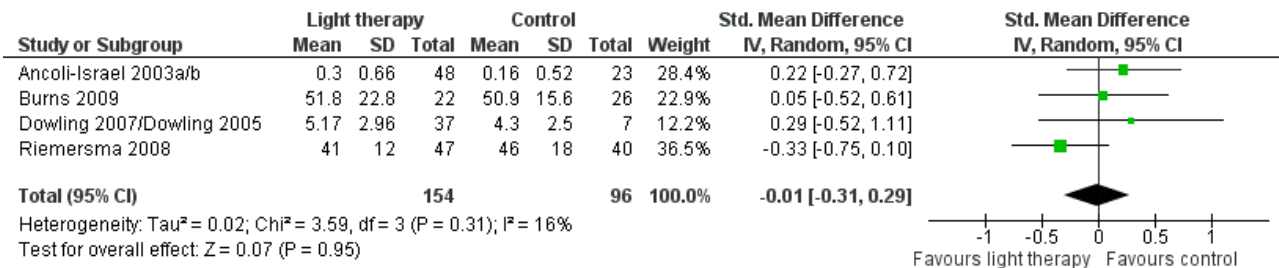 Light therapy Control Std. Mean Difference Std. Mean Difference
Study or Subgroup Mean SD Total Mean SD Total Weight IV, Random, 95% CI IV, Random, 95% CI
Ancoli-Israel 2003a/b 0.3 0.66 48 0.16 0.52 23 28.4% 0.22 [-0.27, 0.72]
Burns 2009 51.8 22.8 22 50.9 15.6 26 22.9% 0.05 [-0.52, 0.61]
Dowling 2007/Dowling 2005 5.17 2.96 37 4.3 2.5 7 12.2% 0.29 [-0.52, 1.11]
Riemersma 2008 41 12 47 46 18 40 36.5% -0.33 [-0.75, 0.10]
Total (95% CI) 154 96 100.0% -0.01 [-0.31, 0.29]
Heterogeneity: Tau² = 0.02; Chi² = 3.59, df = 3 (P = 0.31); I² = 16%
Test for overall effect: Z = 0.07 (P = 0.95)
-1 -0.5 0 0.5 1
Favours light therapy Favours control